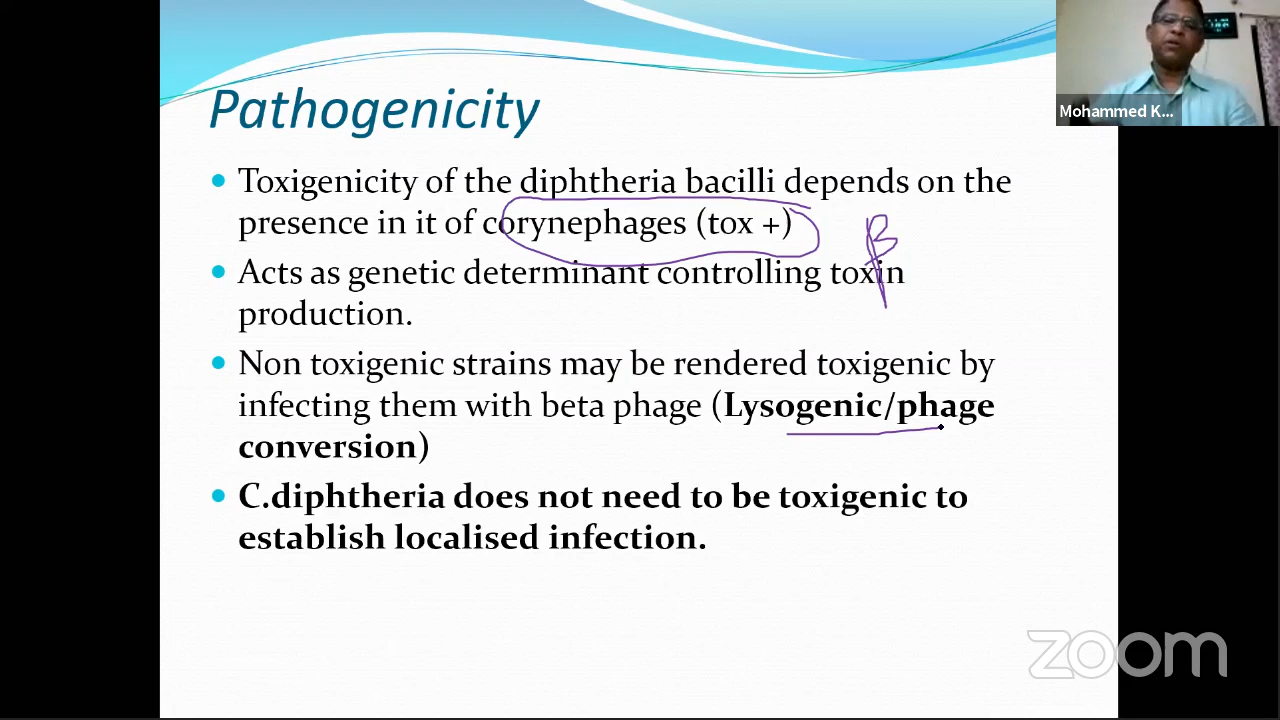 Pathogenicity
Mohammed K...
• Toxigenicity of the diphtheria bacilli depends on the
presence in it of corynephages (tox +)
β
• Acts as genetic determinant controlling toxin
production.
• Non toxigenic strains may be rendered toxigenic by
infecting them with beta phage (Lysogenic/phage
conversion)
• C.diphtheria does not need to be toxigenic to
establish localised infection.
zoom